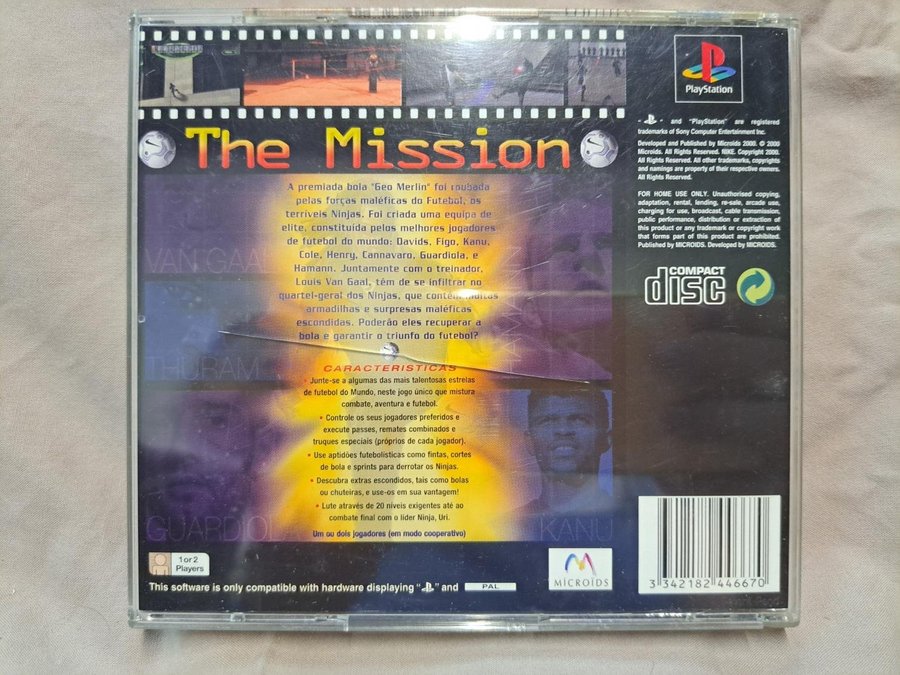 PlayStation
The Mission
"PS" and "PlayStation" are registered
trademarks of Sony Computer Entertainment Inc.
Developed and Published by Microids 2000. © 2000
Microids. All Rights Reserved. NIKE. Copyright 2000.
All Rights Reserved. All other trademarks, copyrights
and namings are property of their respective owners.
All Rights Reserved.
FOR HOME USE ONLY. Unauthorised copying,
adaptation, rental, lending, re-sale, arcade use,
charging for use, broadcast, cable transmission,
public performance, distribution or extraction of
this product or any trademark or copyright work
that forms part of this product are prohibited.
Published by MICROIDS. Developed by MICROIDS.
COMPACT
disc
A premiada bola "Geo Merlin" foi roubada
pelas forças maléficas do Futebol, os
terríveis Ninjas. Foi criada uma equipa de
elite, constituída pelos melhores jogadores
de futebol do mundo: Davids, Figo, Kanu,
Cole, Henry, Cannavaro, Guardiola, e
Hamann. Juntamente com o treinador,
Louis Van Gaal, têm de se infiltrar no
quartel-general dos Ninjas, que contém muitas
armadilhas e surpresas maléficas
escondidas. Poderão eles recuperar a
bola e garantir o triunfo do futebol?
VAN GAAL
THURAM
GUARDIOL
KANU
CARACTERISTICAS
• Junte-se a algumas das mais talentosas estrelas
de futebol do Mundo, neste jogo único que mistura
combate, aventura e futebol.
• Controle os seus jogadores preferidos e
execute passes, remates combinados e
truques especiais (próprios de cada jogador).
• Use aptidões futebolísticas como fintas, cortes
de bola e sprints para derrotar os Ninjas.
• Descubra extras escondidos, tais como bolas
ou chuteiras, e use-os em sua vantagem!
• Lute através de 20 níveis exigentes até ao
combate final com o líder Ninja, Uri.
Um ou dois jogadores (em modo cooperativo)
1 or 2
Players
This software is only compatible with hardware displaying "PS" and PAL
MICROïDS
3 342182 446670